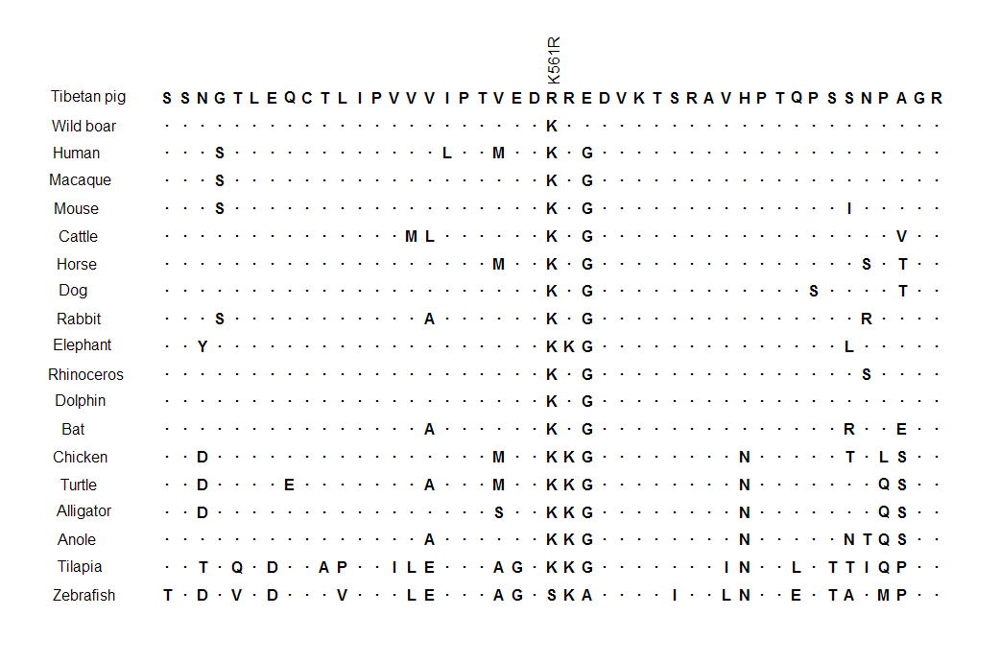 K561R
Tibetan pig S S N G T L E Q C T L I P V V V I P T V E D R R E D V K T S R A V H P T Q P S S N P A G R
Wild boar · · · · · · · · · · · · · · · · · · · · · · K · · · · · · · · · · · · · · · · · · · · · ·
Human · · · S · · · · · · · · · · · · L · · M · · K · G · · · · · · · · · · · · · · · · · · · ·
Macaque · · · S · · · · · · · · · · · · · · · · · · K · G · · · · · · · · · · · · · · · · · · · ·
Mouse · · · S · · · · · · · · · · · · · · · · · · K · G · · · · · · · · · · · · · · I · · · · ·
Cattle · · · · · · · · · · · · · · M L · · · · · · K · G · · · · · · · · · · · · · · · · · V · ·
Horse · · · · · · · · · · · · · · · · · · · M · · K · G · · · · · · · · · · · · · · · S · T · ·
Dog · · · · · · · · · · · · · · · · · · · · · · K · G · · · · · · · · · · · · S · · · · T · ·
Rabbit · · · S · · · · · · · · · · · A · · · · · · K · G · · · · · · · · · · · · · · · R · · · ·
Elephant · · Y · · · · · · · · · · · · · · · · · · · K K G · · · · · · · · · · · · · · L · · · · ·
Rhinoceros · · · · · · · · · · · · · · · · · · · · · · K · G · · · · · · · · · · · · · · · S · · · ·
Dolphin · · · · · · · · · · · · · · · · · · · · · · K · G · · · · · · · · · · · · · · · · · · · ·
Bat · · · · · · · · · · · · · · · A · · · · · · K · G · · · · · · · · · · · · · · R · · E · ·
Chicken · · D · · · · · · · · · · · · · · · · M · · K K G · · · · · · · · N · · · · · T · L S · ·
Turtle · · D · · · · E · · · · · · · A · · · M · · K K G · · · · · · · · N · · · · · · · Q S · ·
Alligator · · D · · · · · · · · · · · · · · · · S · · K K G · · · · · · · · N · · · · · · · Q S · ·
Anole · · · · · · · · · · · · · · · A · · · · · · K K G · · · · · · · · N · · · · · N T Q S · ·
Tilapia · · T · Q · D · · A P · · I L E · · · A G · K K G · · · · · · · I N · · L · T T I Q P · ·
Zebrafish T · D · V · D · · · V · · · L E · · · A G · S K A · · · · I · · L N · · E · T A · M P · ·